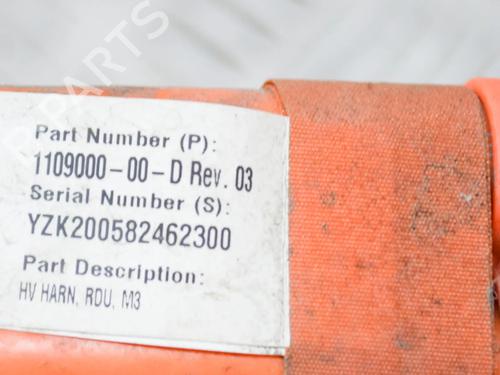 Part Number (P):
1109000-00-D Rev. 03
Serial Number (S):
YZK200582462300
Part Description:
HV HARN, RDU, M3